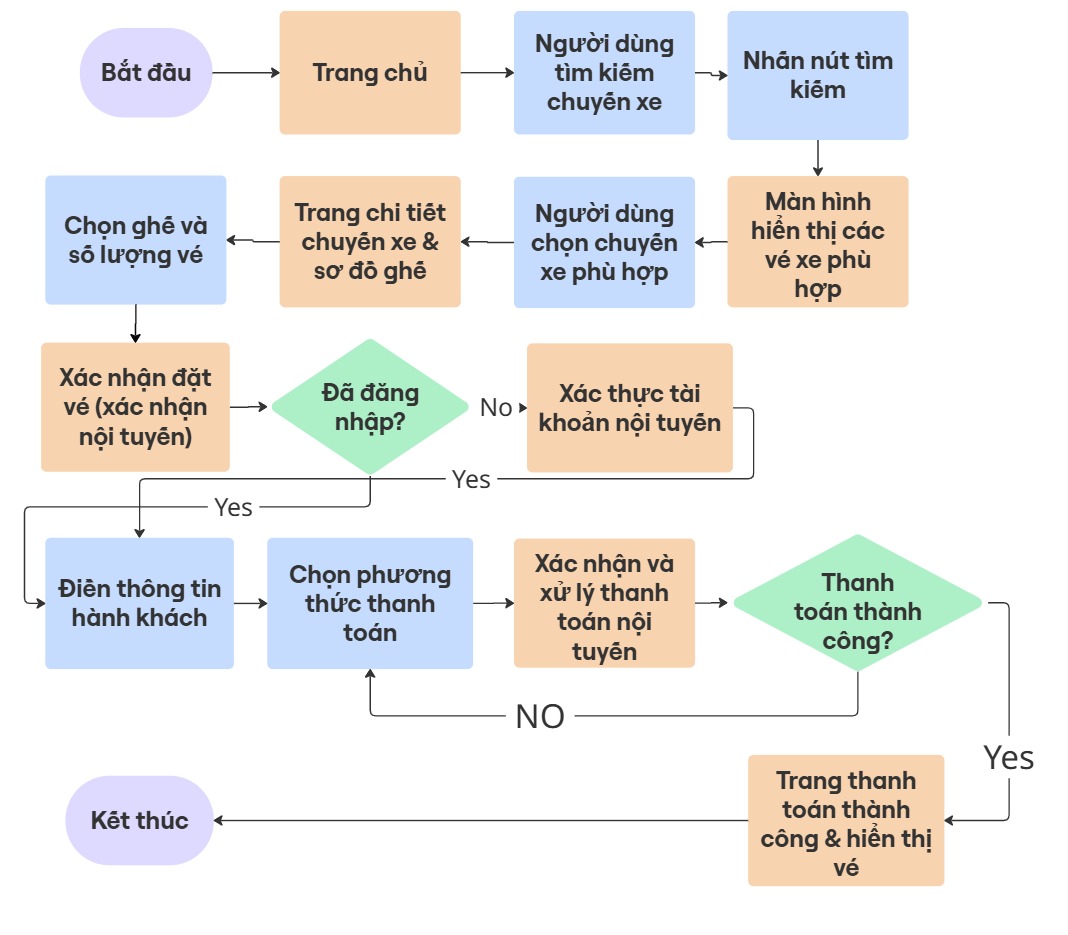 Bắt đầu
Trang chủ
Người dùng
tìm kiếm
chuyến xe
Nhấn nút tìm
kiếm
Màn hình
hiển thị các
vé xe phù
hợp
Người dùng
chọn chuyến
xe phù hợp
Trang chi tiết
chuyến xe &
sơ đồ ghế
Chọn ghế và
số lượng vé
Xác nhận đặt
vé (xác nhận
nội tuyến)
Đã đăng
nhập?
No
Xác thực tài
khoản nội tuyến
Yes
Yes
Điền thông tin
hành khách
Chọn phương
thức thanh
toán
Xác nhận và
xử lý thanh
toán nội
tuyến
Thanh
toán thành
công?
NO
Yes
Trang thanh
toán thành
công & hiển thị
vé
Kết thúc